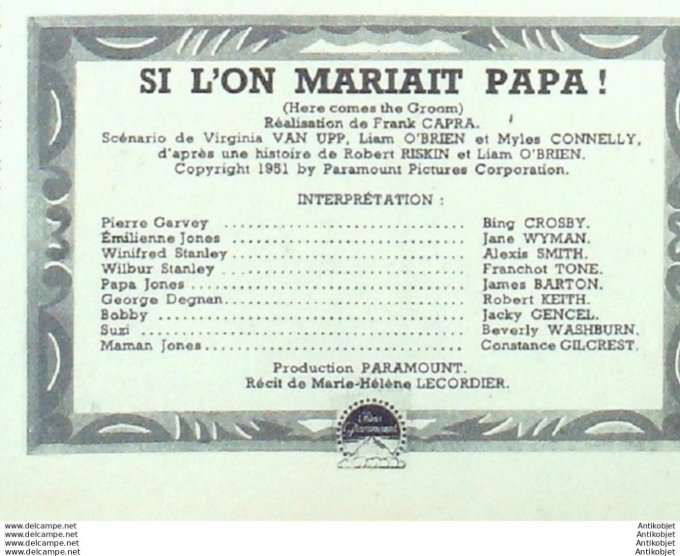 SI L'ON MARIAIT PAPA !
(Here comes the Groom)
Réalisation de Frank CAPRA.
Scénario de Virginia VAN UPP, Liam O'BRIEN et Myles CONNELLY,
d'après une histoire de Robert RISKIN et Liam O'BRIEN.
Copyright 1951 by Paramount Pictures Corporation.
INTERPRÉTATION :
Pierre Garvey ........................ Bing CROSBY.
Émilienne Jones ........................ Jane WYMAN.
Winifred Stanley ........................ Alexis SMITH.
Wilbur Stanley ........................ Franchot TONE.
Papa Jones ........................ James BARTON.
George Degnan ........................ Robert KEITH.
Bobby ........................ Jacky GENCEL.
Suzi ........................ Beverly WASHBURN.
Maman Jones ........................ Constance GILCREST.
Production PARAMOUNT.
Récit de Marie-Hélène LECORDIER.
www.delcampe.net Antikobjet
www.delcampe.net Antikobjet
www.delcampe.net Antikobjet
www.delcampe.net Antikobjet